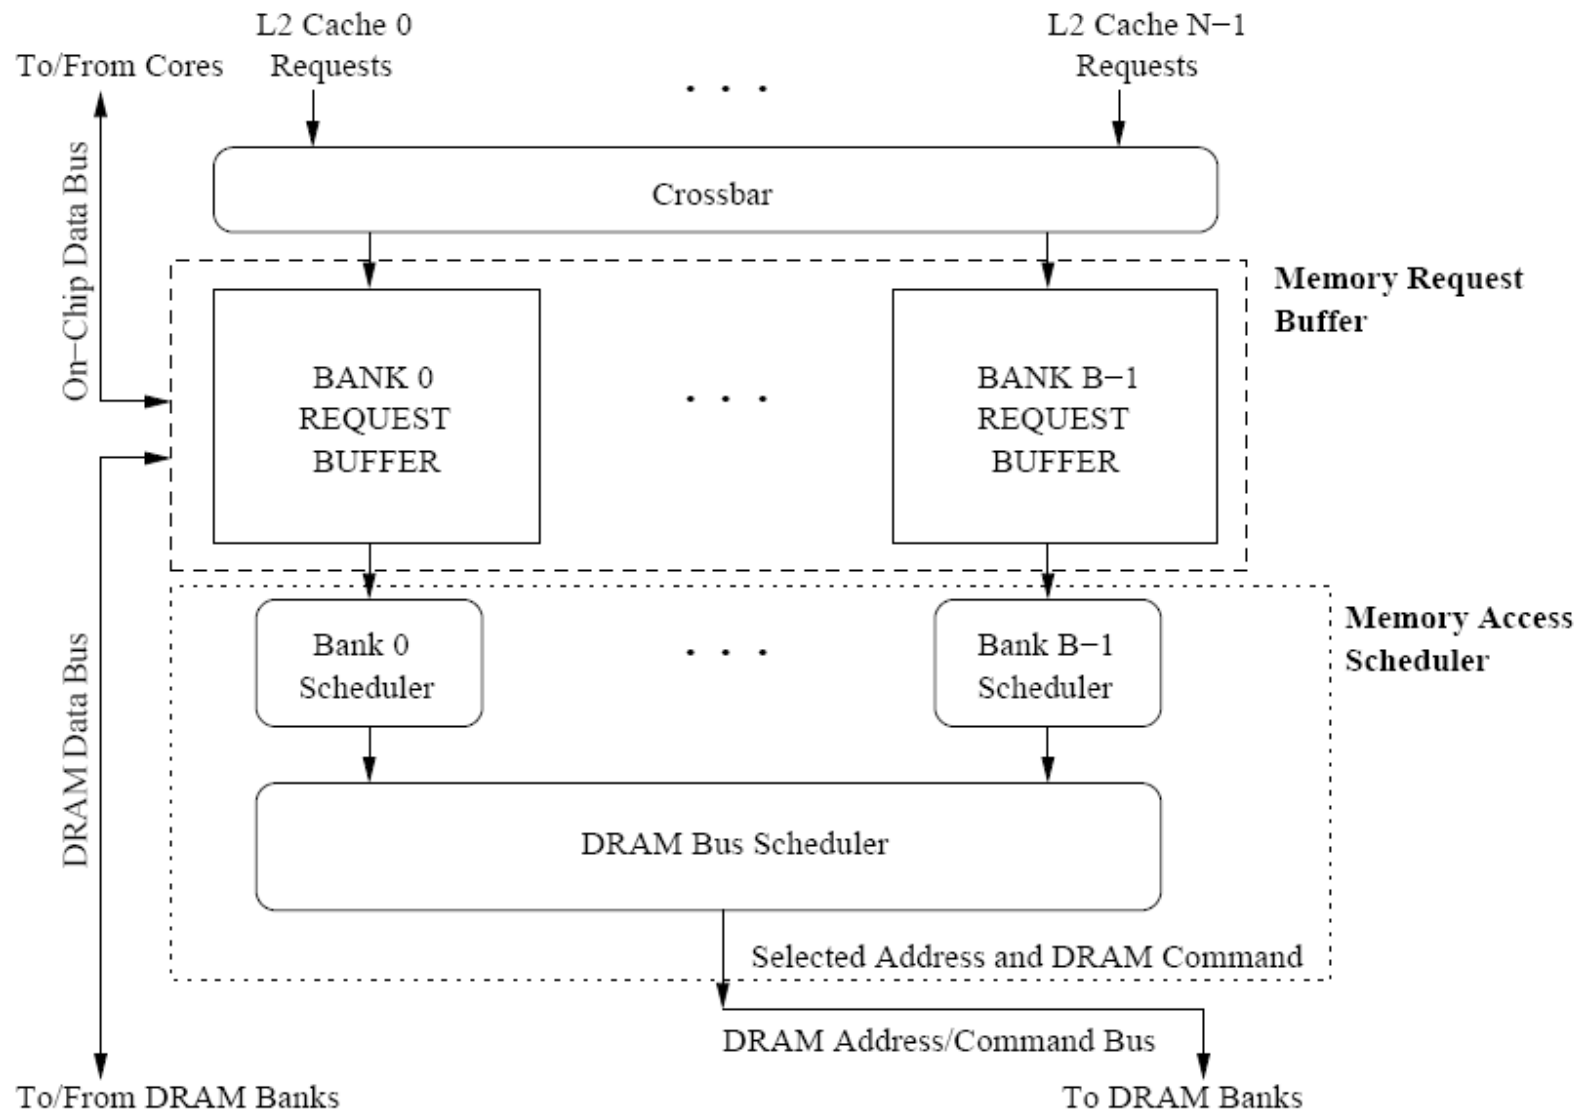 L2 Cache 0
Requests
L2 Cache N−1
Requests
To/From Cores
. . .
On−Chip Data Bus
Crossbar
Memory Request
Buffer
BANK 0
REQUEST
BUFFER
. . .
BANK B−1
REQUEST
BUFFER
DRAM Data Bus
Bank 0
Scheduler
. . .
Bank B−1
Scheduler
Memory Access
Scheduler
DRAM Bus Scheduler
Selected Address and DRAM Command
DRAM Address/Command Bus
To/From DRAM Banks
To DRAM Banks